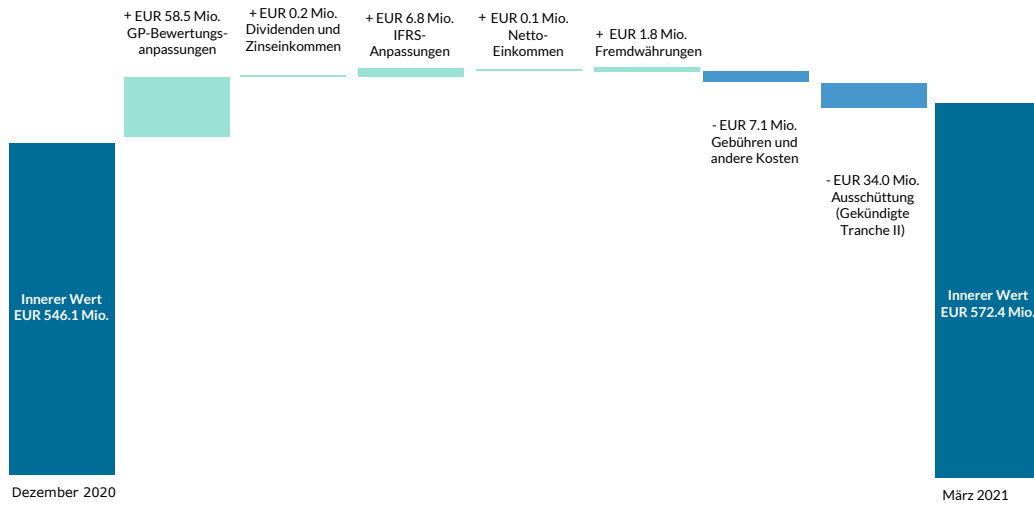 + EUR 58.5 Mio.
GP-Bewertungs-
anpassungen
+ EUR 0.2 Mio.
Dividenden und
Zinseinkommen
+ EUR 6.8 Mio.
IFRS-
Anpassungen
+ EUR 0.1 Mio.
Netto-
Einkommen
+ EUR 1.8 Mio.
Fremdwährungen
- EUR 7.1 Mio.
Gebühren und
andere Kosten
- EUR 34.0 Mio.
Ausschüttung
(Gekündigte
Tranche II)
Innerer Wert
EUR 546.1 Mio.
Innerer Wert
EUR 572.4 Mio.
Dezember 2020
März 2021